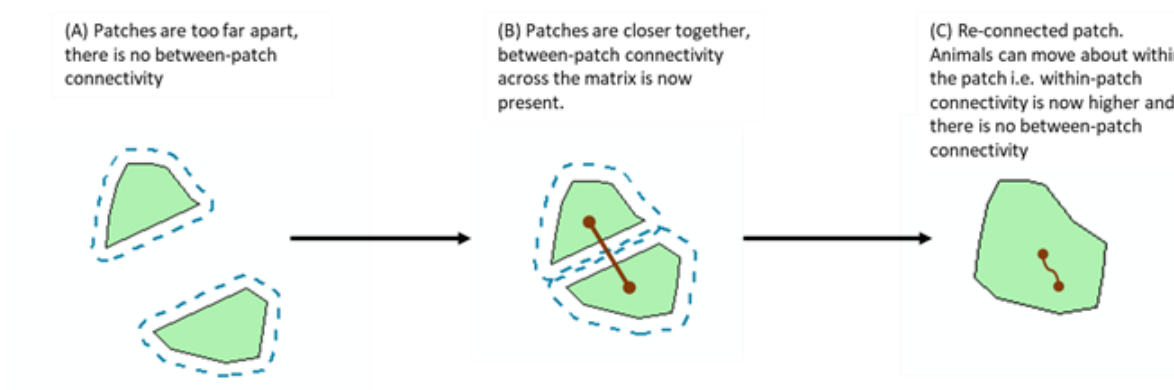 (A) Patches are too far apart,
there is no between-patch
connectivity
(B) Patches are closer together,
between-patch connectivity
across the matrix is now
present.
(C) Re-connected patch.
Animals can move about withi
the patch i.e. within-patch
connectivity is now higher and
there is no between-patch
connectivity